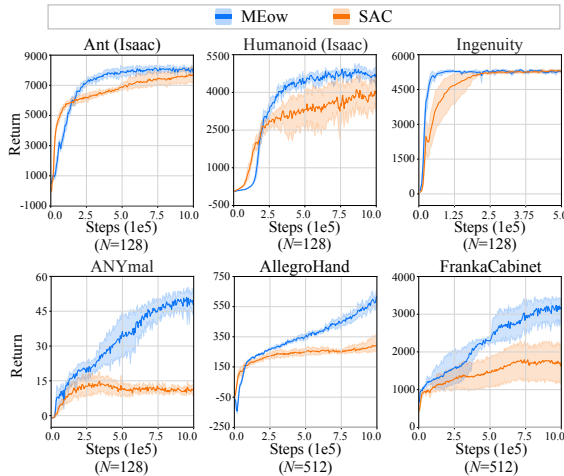 MEow SAC
Ant (Isaac) Humanoid (Isaac) Ingenuity
Return
9000
7000
5000
3000
1000
-1000
5500
4000
2500
1000
-500
6000
4500
3000
1500
0
0.0 2.5 5.0 7.5 10.0
0.0 2.5 5.0 7.5 10.0
0.0 1.25 2.5 3.75 5.0
Steps (1e5) Steps (1e5) Steps (1e5)
(N=128) (N=128) (N=128)
ANYmal AllegroHand FrankaCabinet
Return
60
45
30
15
0
750
550
350
150
-50
-250
4000
3000
2000
1000
0
0.0 2.5 5.0 7.5 10.0
0.0 2.5 5.0 7.5 10.0
0.0 2.5 5.0 7.5 10.0
Steps (1e5) Steps (1e5) Steps (1e5)
(N=128) (N=512) (N=512)